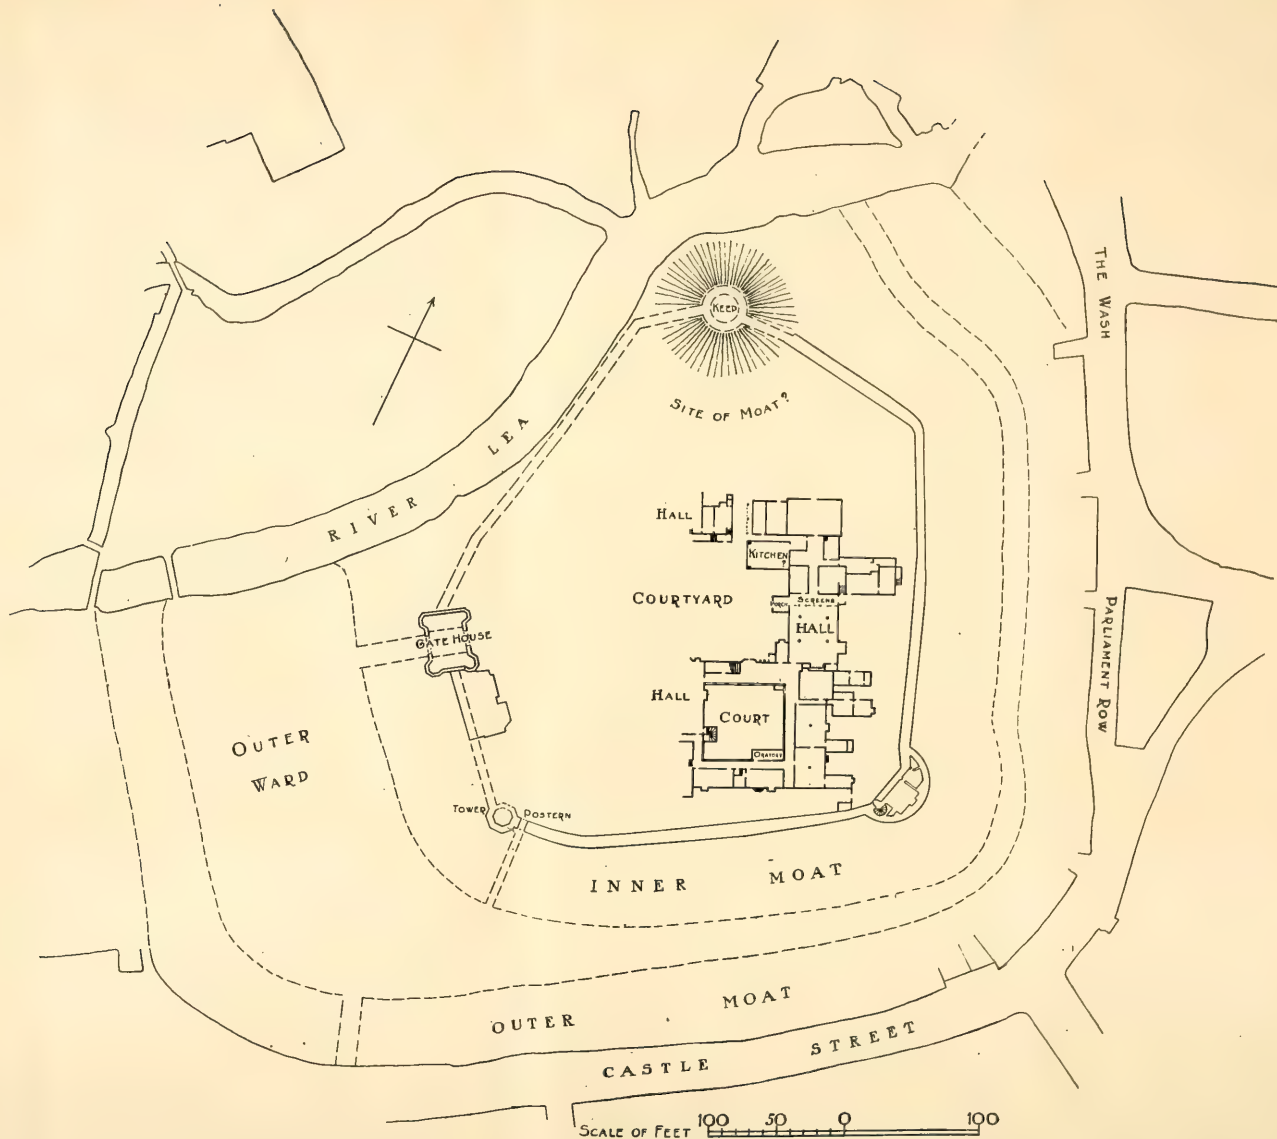 THE WASH
KEEP
SITE OF MOAT?
RIVER LEA
HALL
KITCHEN
?
COURTYARD
PORCH
SCREENS
HALL
GATE HOUSE
PARLIAMENT ROW
HALL
COURT
ORATORY
OUTER
WARD
TOWER
POSTERN
INNER MOAT
OUTER MOAT
CASTLE STREET
SCALE OF FEET 100 50 0 100